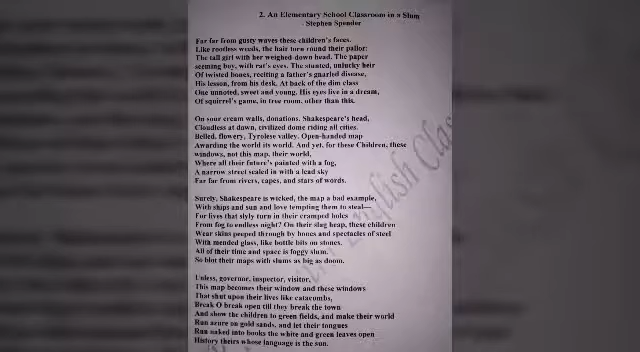 2. An Elementary School Classroom in a Slum
- Stephen Spender
Far far from gusty waves these children's faces.
Like rootless weeds, the hair torn round their pallor:
The tall girl with her weighed-down head. The paper
seeming boy, with rat's eyes. The stunted, unlucky heir
Of twisted bones, reciting a father's gnarled disease,
His lesson, from his desk. At back of the dim class
One unnoted, sweet and young. His eyes live in a dream,
Of squirrel's game, in tree room, other than this.
On sour cream walls, donations. Shakespeare's head,
Cloudless at dawn, civilized dome riding all cities.
Belled, flowery, Tyrolese valley. Open-handed map
Awarding the world its world. And yet, for these Children, these
windows, not this map, their world,
Where all their future's painted with a fog,
A narrow street sealed in with a lead sky
Far far from rivers, capes, and stars of words.
Surely, Shakespeare is wicked, the map a bad example,
With ships and sun and love tempting them to steal—
For lives that slyly turn in their cramped holes
From fog to endless night? On their slag heap, these children
Wear skins peeped through by bones and spectacles of steel
With mended glass, like bottle bits on stones.
All of their time and space is foggy slum.
So blot their maps with slums as big as doom.
Unless, governor, inspector, visitor,
This map becomes their window and these windows
That shut upon their lives like catacombs,
Break O break open till they break the town
And show the children to green fields, and make their world
Run azure on gold sands, and let their tongues
Run naked into books the white and green leaves open
History theirs whose language is the sun.
English Class